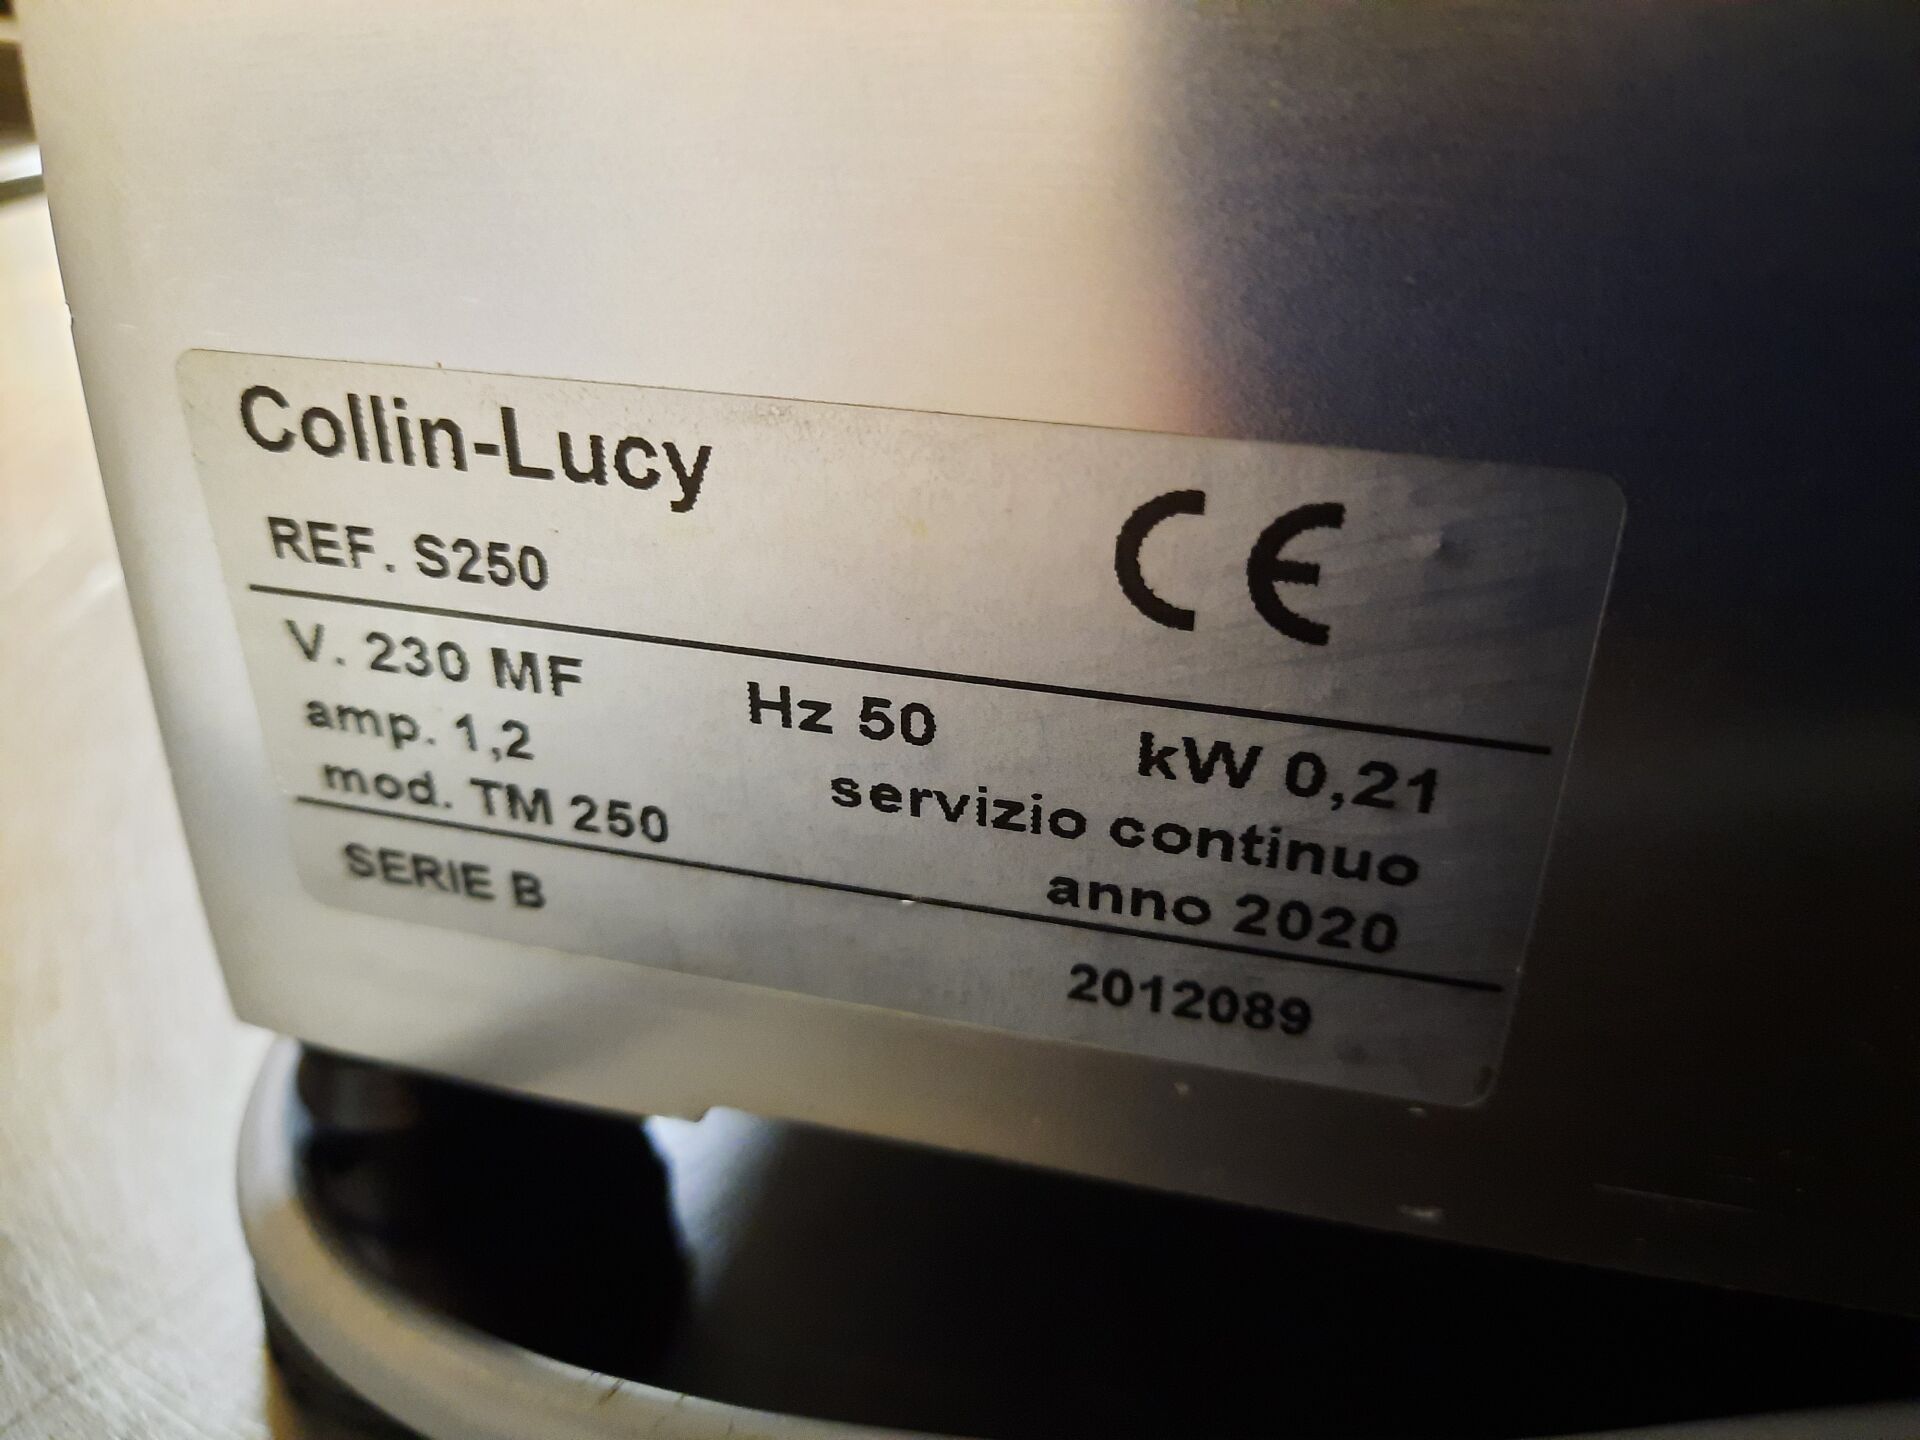 Collin-Lucy
REF. S250
CE
V. 230 MF
Hz 50
kW 0,21
amp. 1,2
servizio continuo
mod. TM 250
anno 2020
SERIE B
2012089